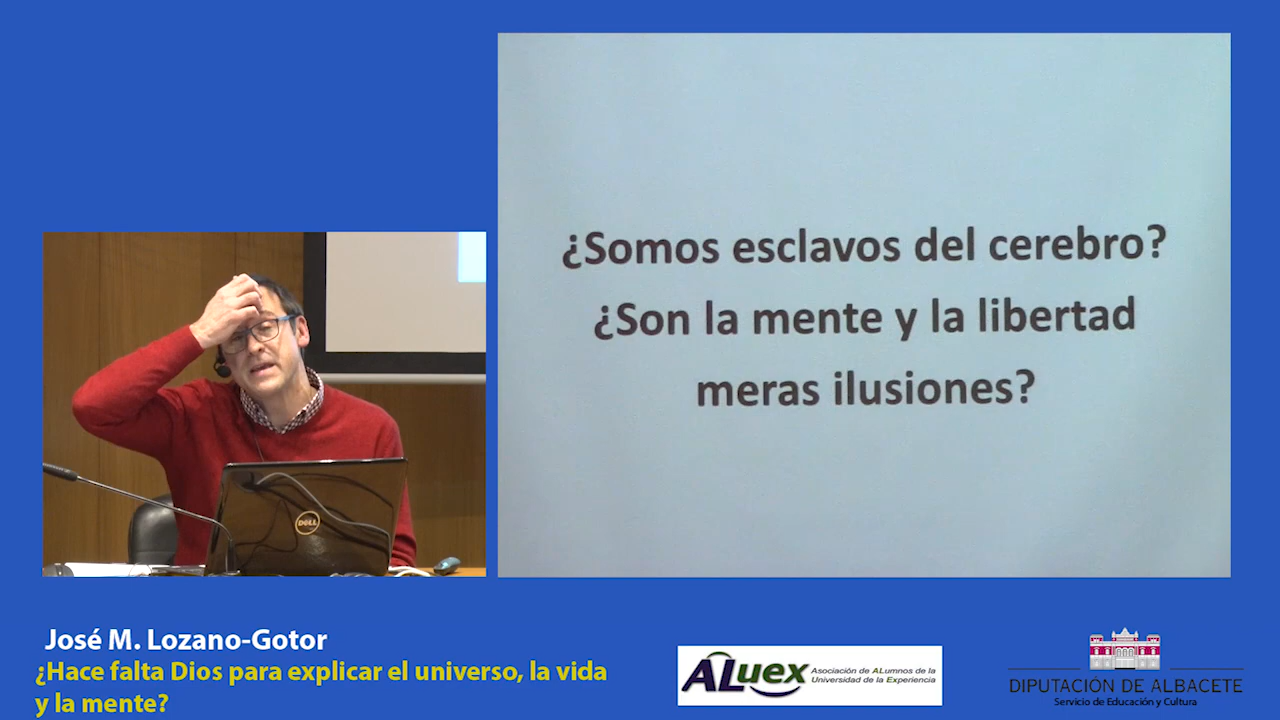 ¿Somos esclavos del cerebro?
¿Son la mente y la libertad
meras ilusiones?
DELL
José M. Lozano-Gotor
¿Hace falta Dios para explicar el universo, la vida
y la mente?
ALuex
Asociación de ALumnos de la
Universidad de la Experiencia
DIPUTACIÓN DE ALBACETE
Servicio de Educación y Cultura